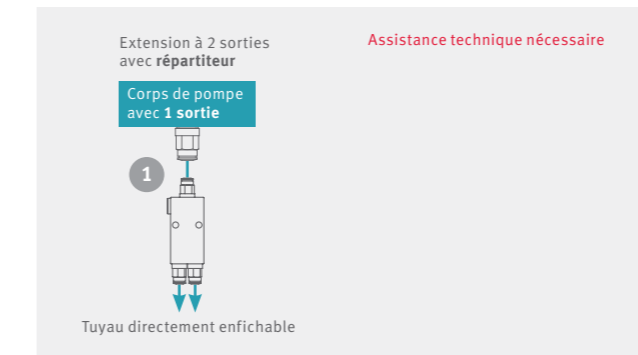 Extension à 2 sorties
avec répartiteur
Assistance technique nécessaire
Corps de pompe
avec 1 sortie
1
Tuyau directement enfichable